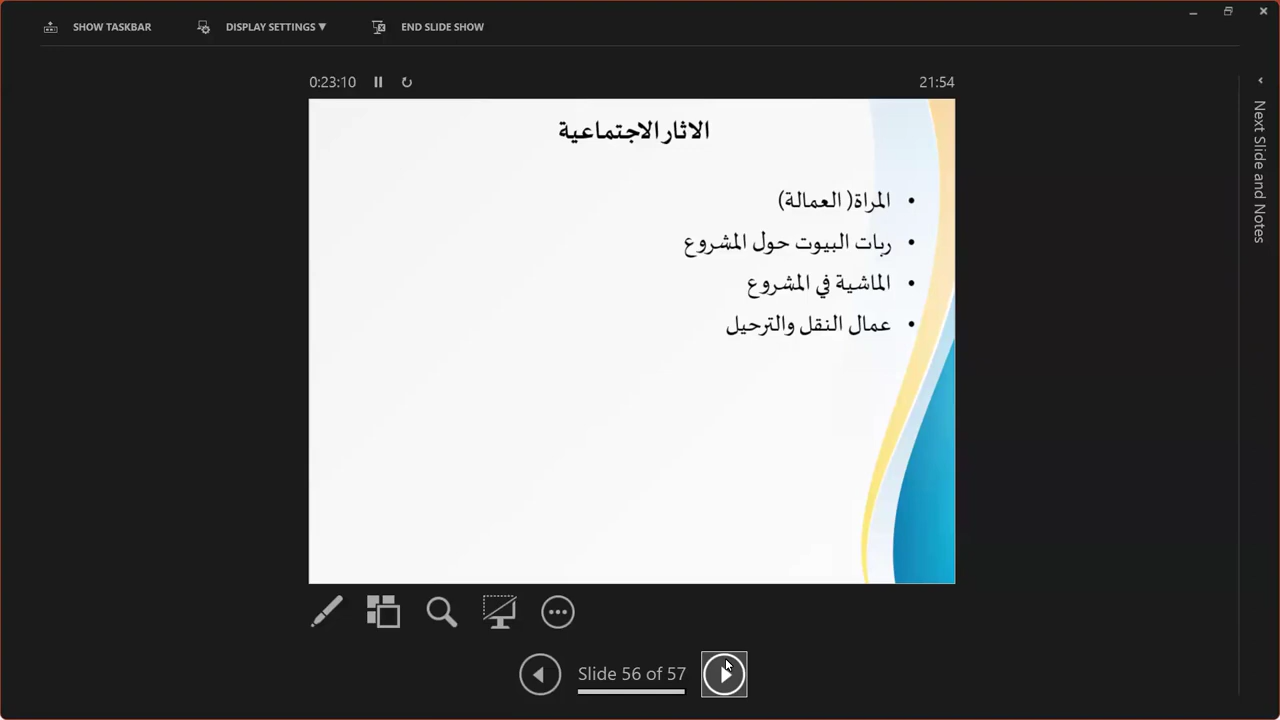 SHOW TASKBAR
DISPLAY SETTINGS ▼
END SLIDE SHOW
0:23:10
21:54
الاثار الاجتماعية
• المراة( العمالة)
• ربات البيوت حول المشروع
• الماشية في المشروع
• عمال النقل والترحيل
Next Slide and Notes
Slide 56 of 57